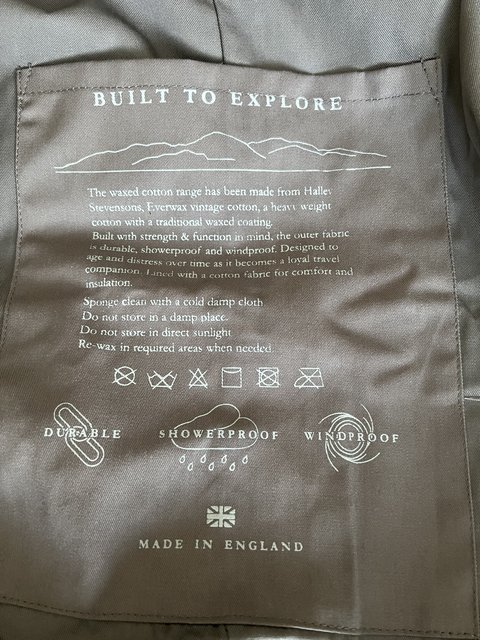 BUILT TO EXPLORE
The waxed cotton range has been made from Halley
Stevensons, Everwax vintage cotton, a heavy weight
cotton with a traditional waxed coating.
Built with strength & function in mind, the outer fabric
is durable, showerproof and windproof. Designed to
age and distress over time as it becomes a loyal travel
companion. Lined with a cotton fabric for comfort and
insulation.
Sponge clean with a cold damp cloth
Do not store in a damp place.
Do not store in direct sunlight
Re-wax in required areas when needed.
DURABLE SHOWERPROOF WINDPROOF
MADE IN ENGLAND